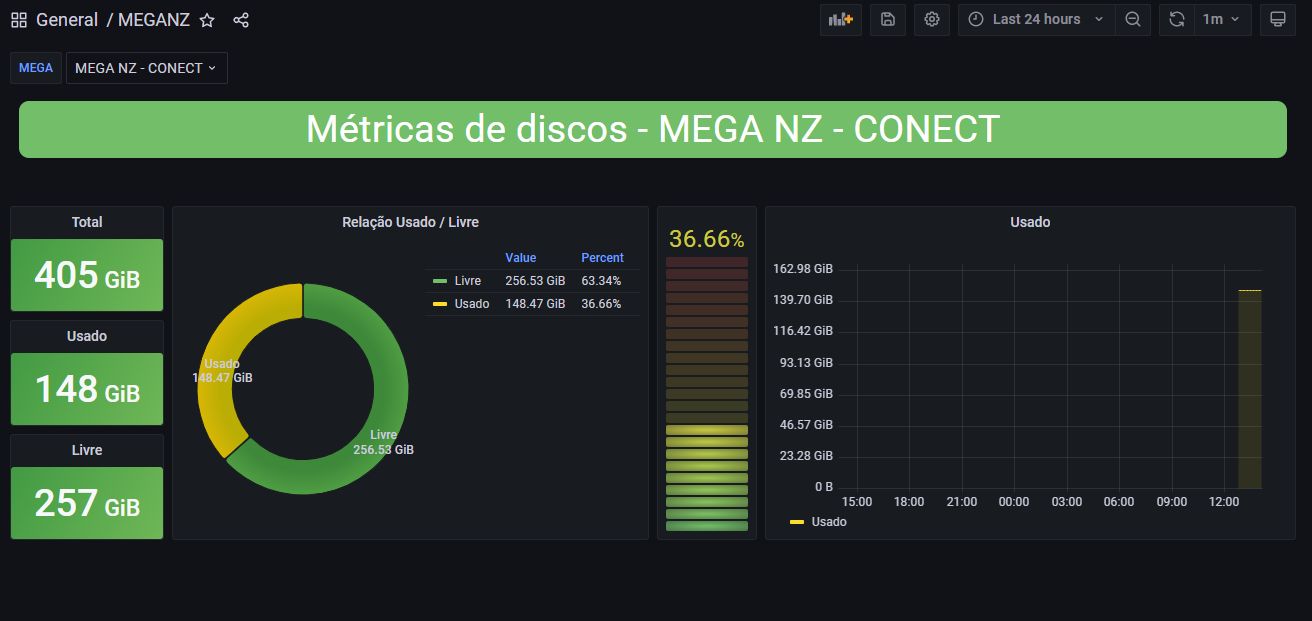 General / MEGANZ
Last 24 hours
1m
MEGA
MEGA NZ - CONECT
Métricas de discos - MEGA NZ - CONECT
Total
405 GiB
Usado
148 GiB
Livre
257 GiB
Relação Usado / Livre
Value Percent
Livre 256.53 GiB 63.34%
Usado 148.47 GiB 36.66%
Usado
148.47 GiB
Livre
256.53 GiB
36.66%
Usado
162.98 GiB
139.70 GiB
116.42 GiB
93.13 GiB
69.85 GiB
46.57 GiB
23.28 GiB
0 B
15:00 18:00 21:00 00:00 03:00 06:00 09:00 12:00
Usado